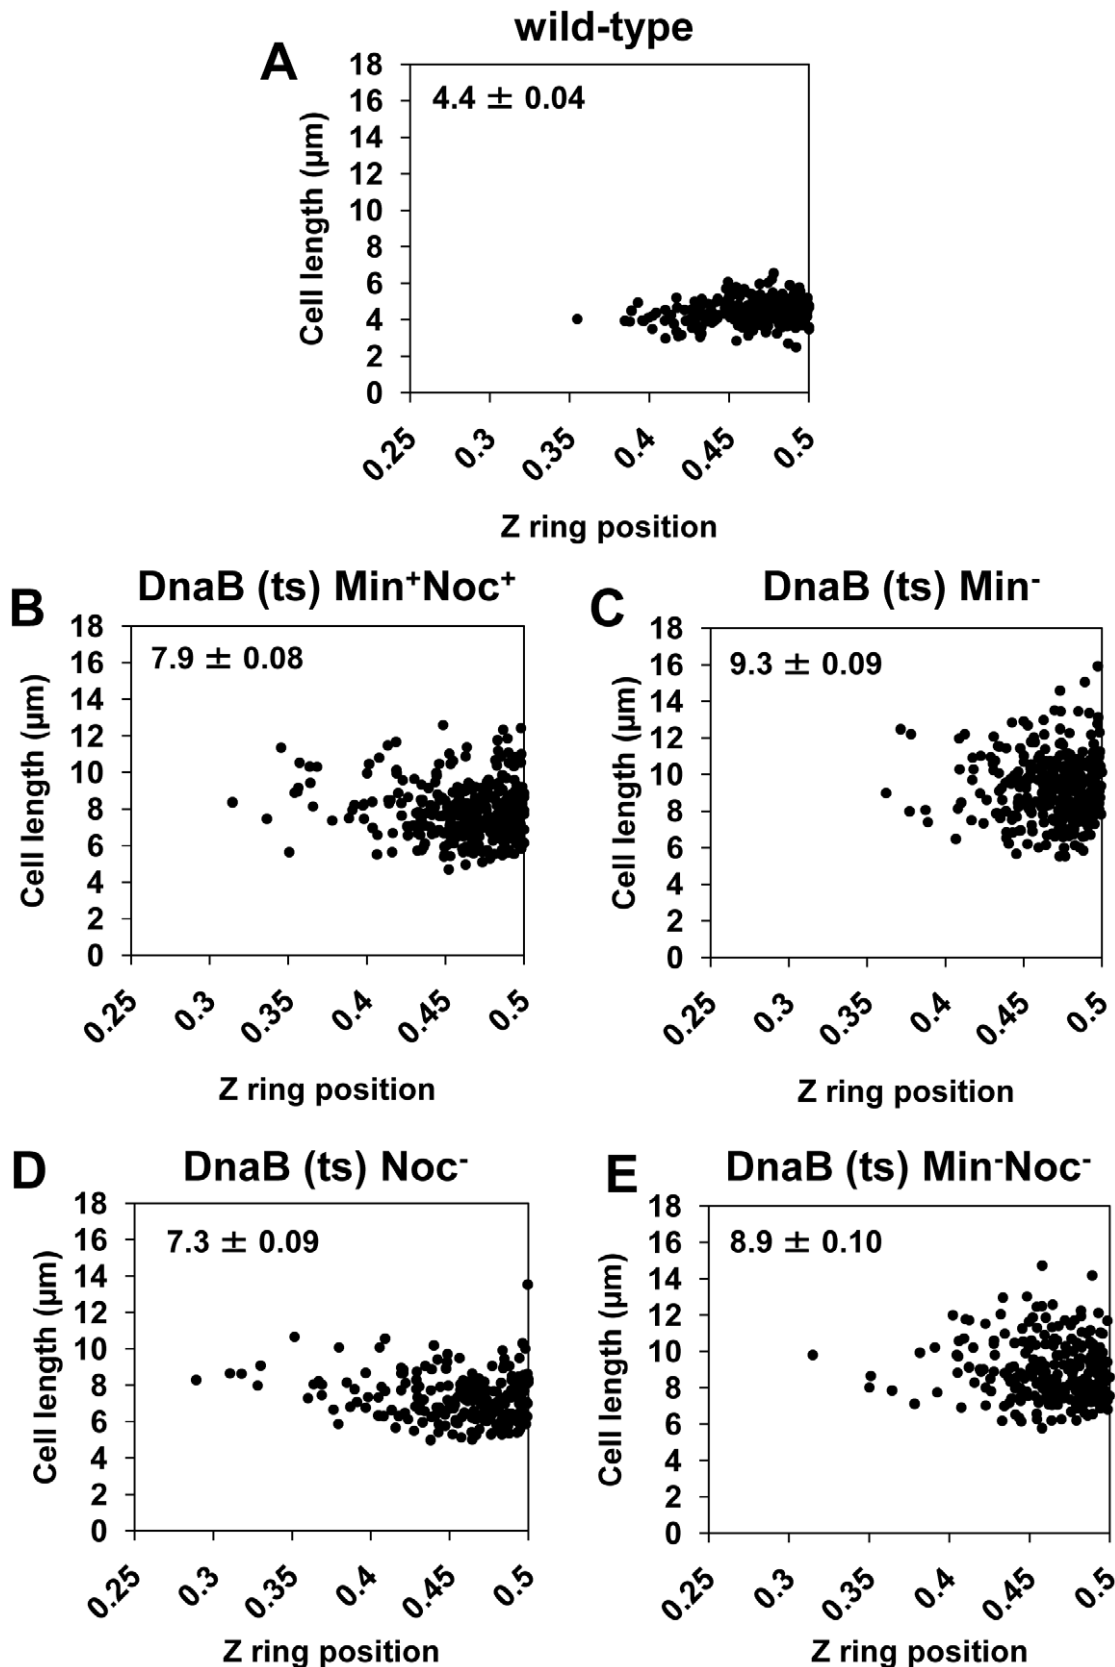 wild-type
A
4.4 ± 0.04
18
16
14
12
10
8
6
4
2
0
Cell length (µm)
0.25 0.3 0.35 0.4 0.45 0.5
Z ring position
B
DnaB (ts) Min⁺Noc⁺
7.9 ± 0.08
18
16
14
12
10
8
6
4
2
0
Cell length (µm)
0.25 0.3 0.35 0.4 0.45 0.5
Z ring position
C
DnaB (ts) Min⁻
9.3 ± 0.09
18
16
14
12
10
8
6
4
2
0
Cell length (µm)
0.25 0.3 0.35 0.4 0.45 0.5
Z ring position
D
DnaB (ts) Noc⁻
7.3 ± 0.09
18
16
14
12
10
8
6
4
2
0
Cell length (µm)
0.25 0.3 0.35 0.4 0.45 0.5
Z ring position
E
DnaB (ts) Min⁻Noc⁻
8.9 ± 0.10
18
16
14
12
10
8
6
4
2
0
Cell length (µm)
0.25 0.3 0.35 0.4 0.45 0.5
Z ring position